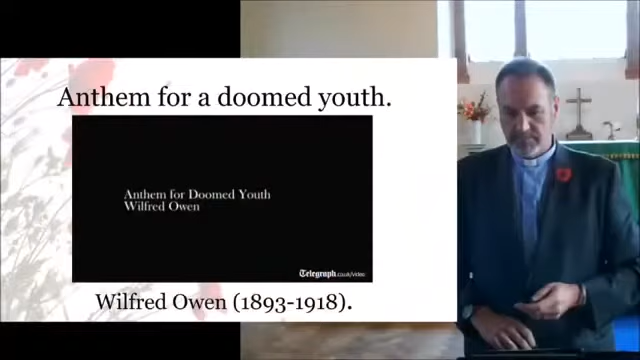 Anthem for a doomed youth.
Anthem for Doomed Youth
Wilfred Owen
Telegraph.co.uk/video
Wilfred Owen (1893-1918).